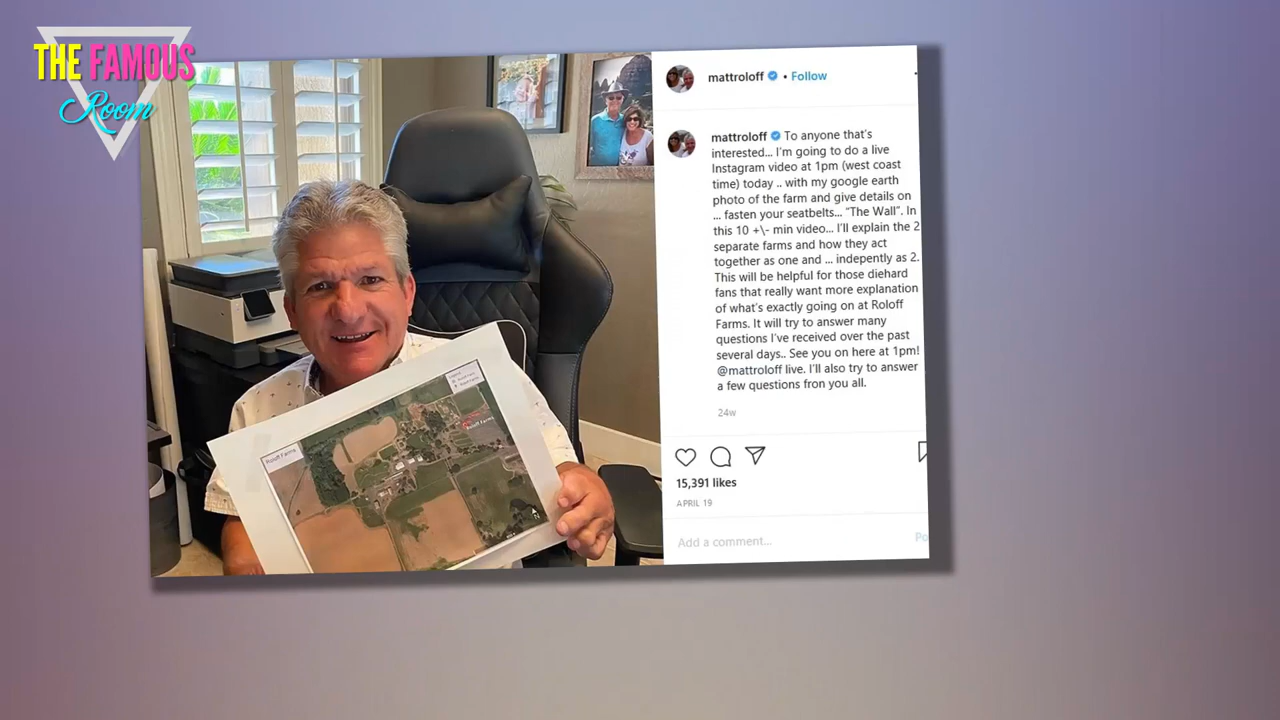 THE FAMOUS
Room
mattroloff • Follow
mattroloff To anyone that's
interested... I'm going to do a live
Instagram video at 1pm (west coast
time) today .. with my google earth
photo of the farm and give details on
... fasten your seatbelts... "The Wall". In
this 10 +\- min video... I'll explain the 2
separate farms and how they act
together as one and ... indepently as 2.
This will be helpful for those diehard
fans that really want more explanation
of what's exactly going on at Roloff
Farms. It will try to answer many
questions I've received over the past
several days.. See you on here at 1pm!
@mattroloff live. I'll also try to answer
a few questions fron you all.
24w
15,391 likes
APRIL 19
Add a comment...
Po
Roloff Farms
Roloff Farms
N